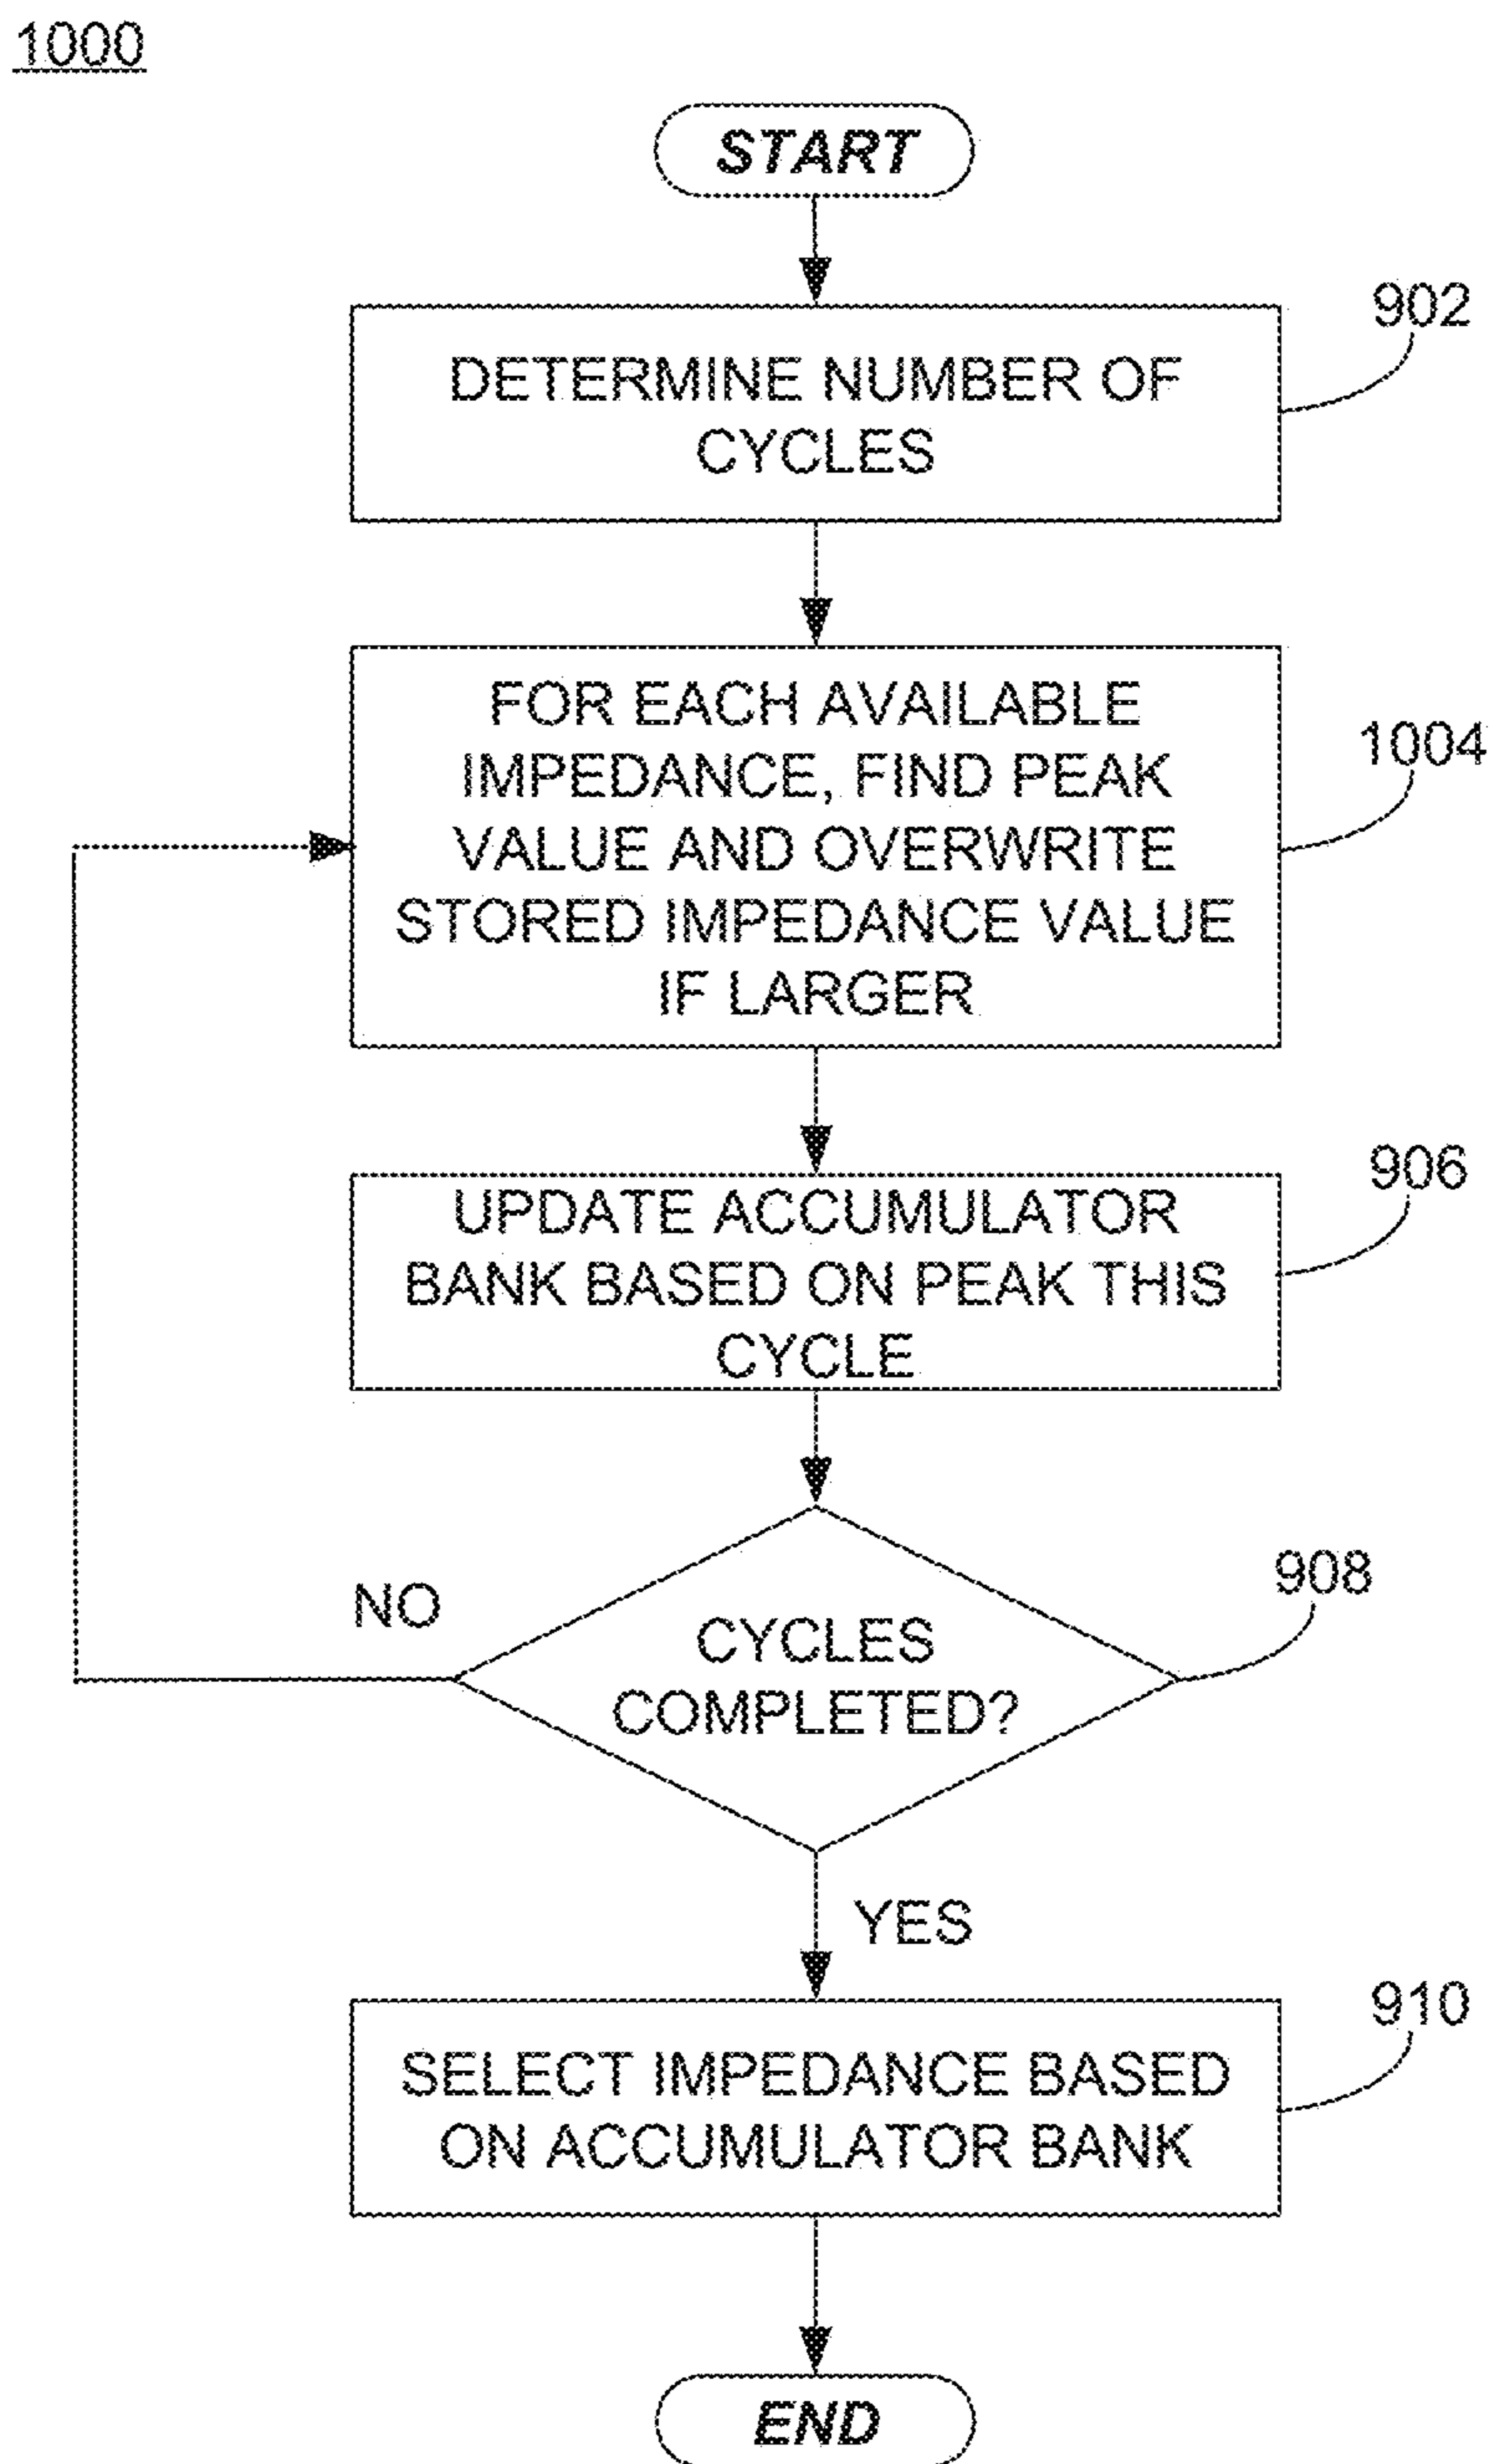 1000
START
902
DETERMINE NUMBER OF
CYCLES
FOR EACH AVAILABLE
IMPEDANCE, FIND PEAK
1004
VALUE AND OVERWRITE
STORED IMPEDANCE VALUE
IF LARGER
906
UPDATE ACCUMULATOR
BANK BASED ON PEAK THIS
CYCLE
908
NO
CYCLES
COMPLETED?
YES
910
SELECT IMPEDANCE BASED
ON ACCUMULATOR BANK
END